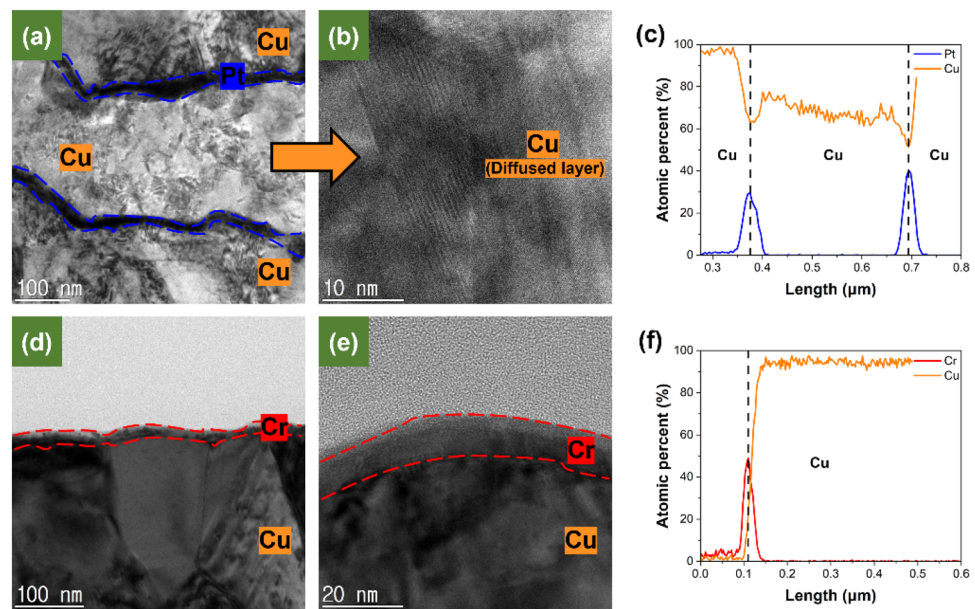 (a)
Cu
Pt
Cu
Cu
100 nm
(b)
Cu
(Diffused layer)
10 nm
(c)
Pt
Cu
Cu
Cu
Cu
Atomic percent (%)
100
80
60
40
20
0
0.3 0.4 0.5 0.6 0.7 0.8
Length (μm)
(d)
Cr
Cu
100 nm
(e)
Cr
Cu
20 nm
(f)
Cr
Cu
Cu
Atomic percent (%)
100
80
60
40
20
0
0.0 0.1 0.2 0.3 0.4 0.5 0.6
Length (μm)